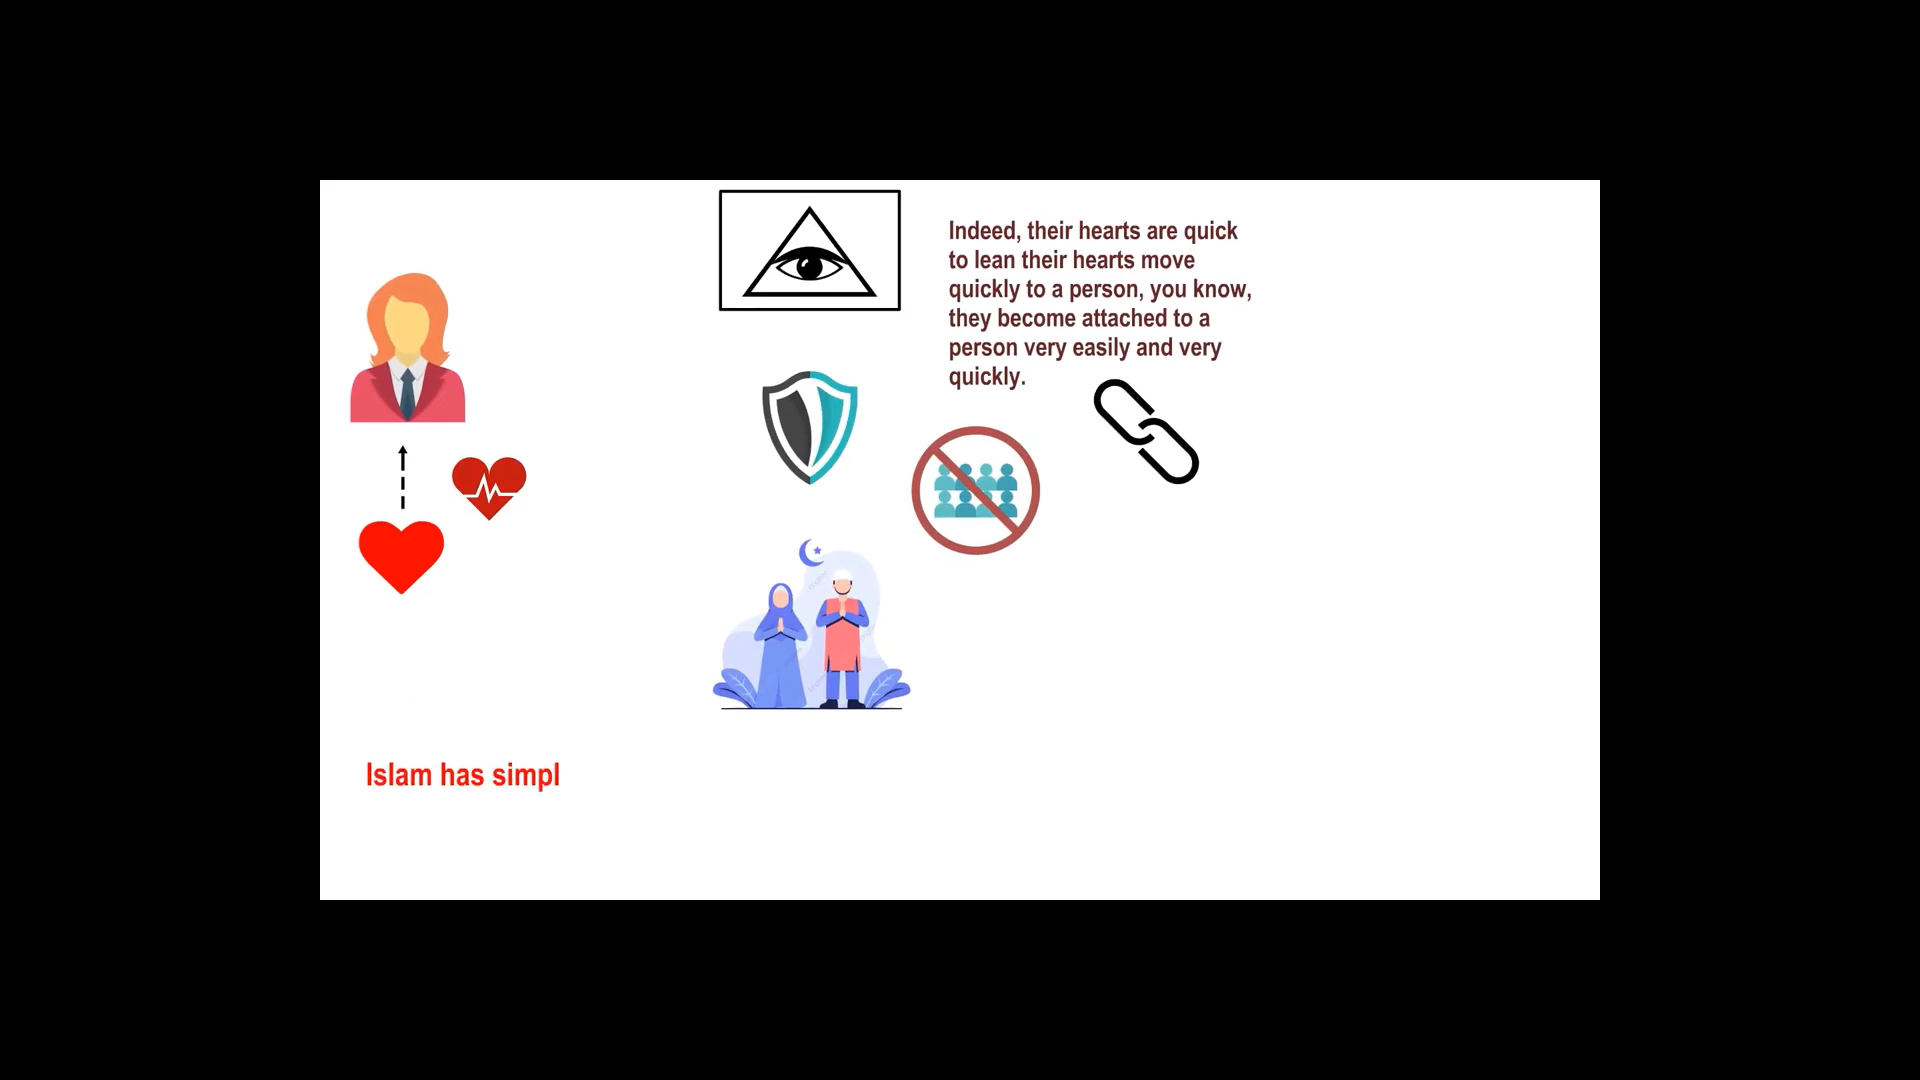 Indeed, their hearts are quick
to lean their hearts move
quickly to a person, you know,
they become attached to a
person very easily and very
quickly.
Islam has simpl